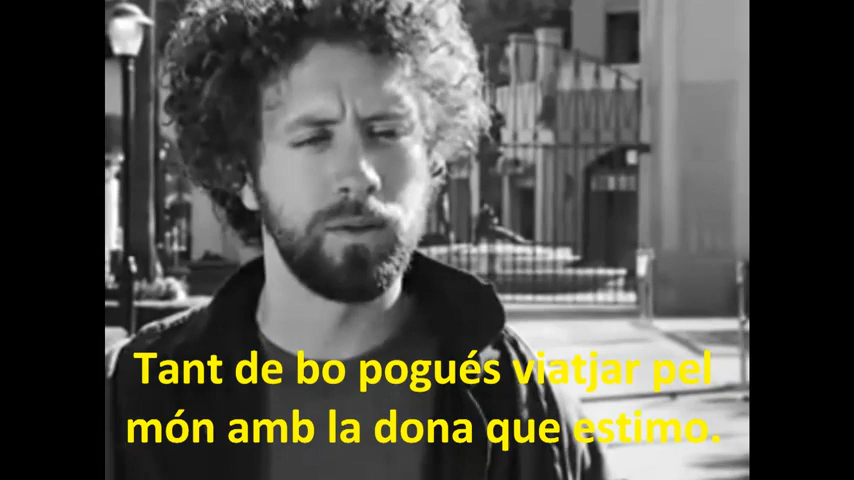 Tant de bo pogués viatjar pel
món amb la dona que estimo.